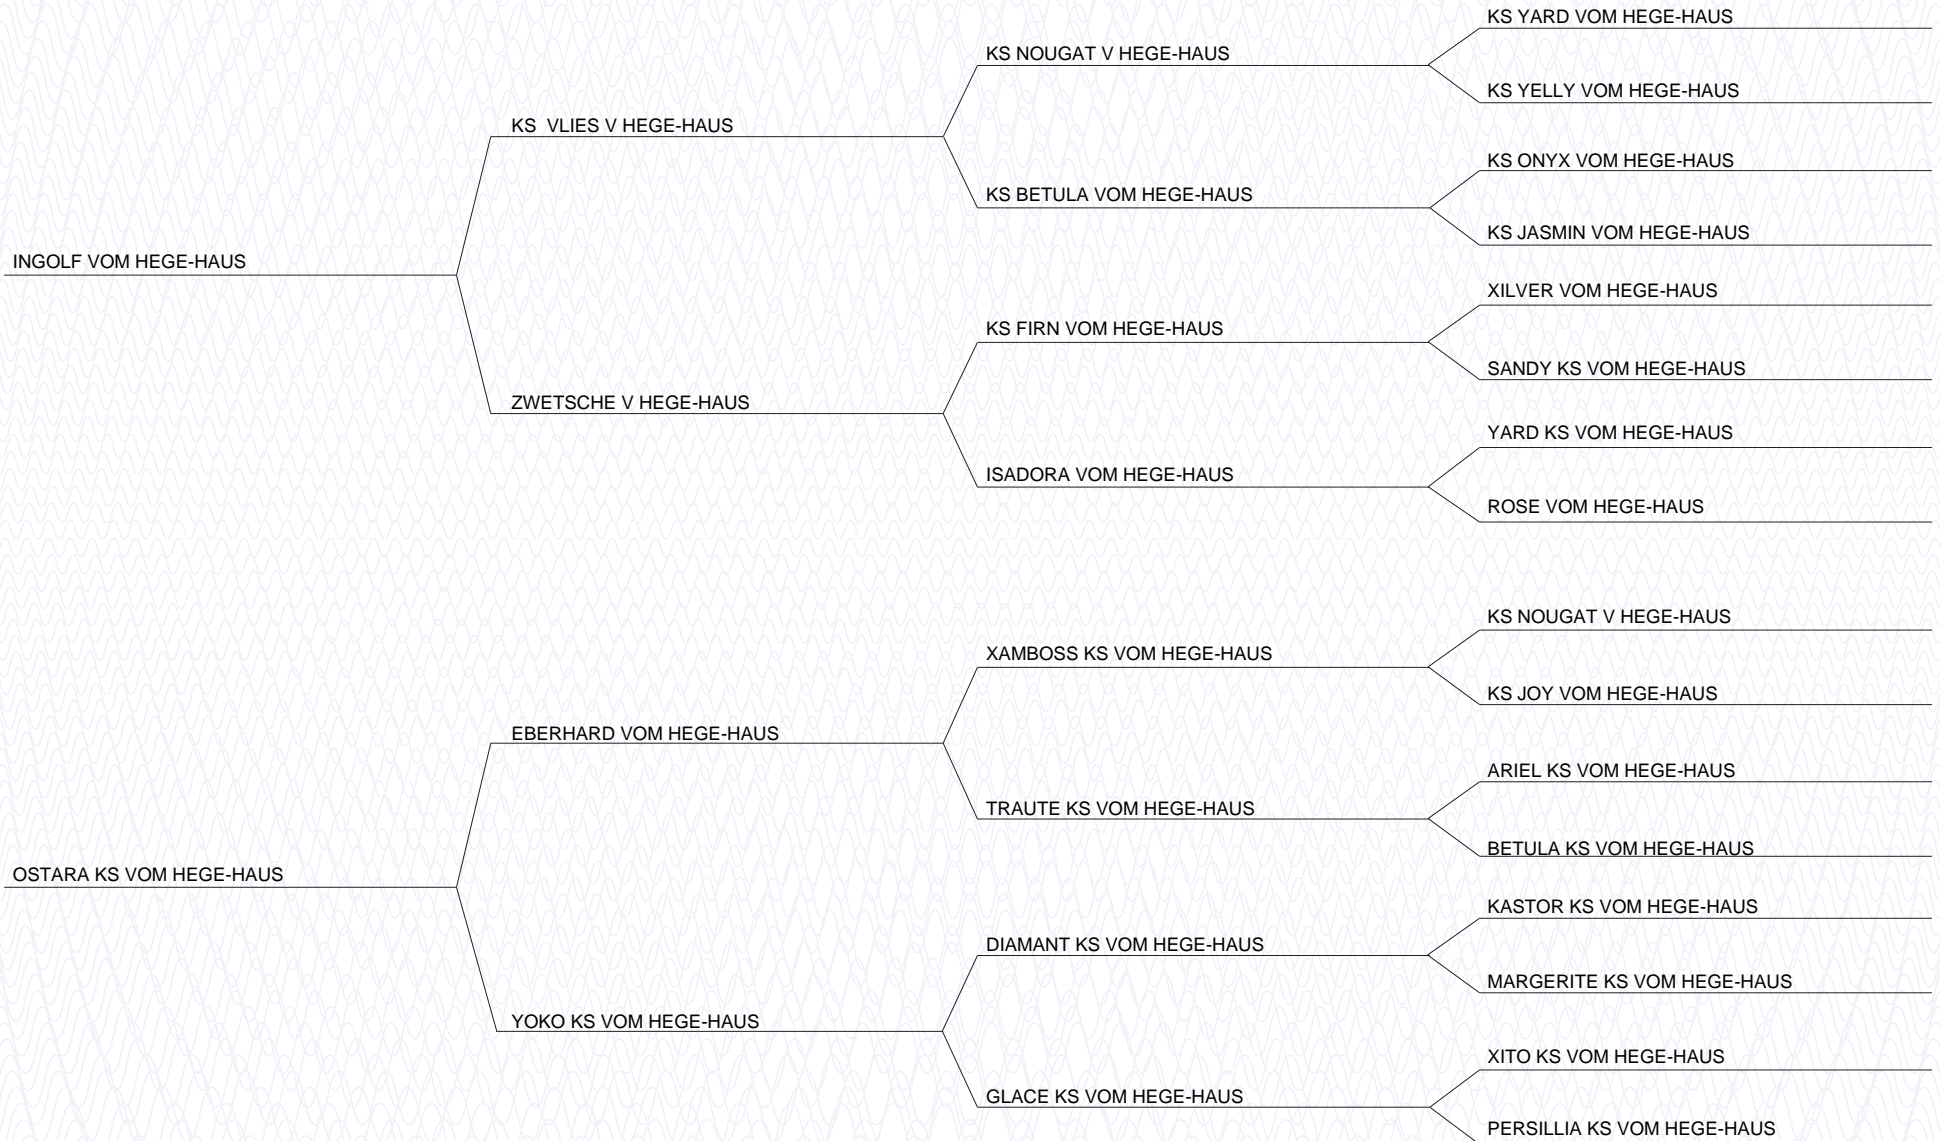 KS YARD VOM HEGE-HAUS
KS NOUGAT V HEGE-HAUS
KS YELLY VOM HEGE-HAUS
KS  VLIES V HEGE-HAUS
KS ONYX VOM HEGE-HAUS
KS BETULA VOM HEGE-HAUS
KS JASMIN VOM HEGE-HAUS
INGOLF VOM HEGE-HAUS
XILVER VOM HEGE-HAUS
KS FIRN VOM HEGE-HAUS
SANDY KS VOM HEGE-HAUS
ZWETSCHE V HEGE-HAUS
YARD KS VOM HEGE-HAUS
ISADORA VOM HEGE-HAUS
ROSE VOM HEGE-HAUS
KS NOUGAT V HEGE-HAUS
XAMBOSS KS VOM HEGE-HAUS
KS JOY VOM HEGE-HAUS
EBERHARD VOM HEGE-HAUS
ARIEL KS VOM HEGE-HAUS
TRAUTE KS VOM HEGE-HAUS
BETULA KS VOM HEGE-HAUS
OSTARA KS VOM HEGE-HAUS
KASTOR KS VOM HEGE-HAUS
DIAMANT KS VOM HEGE-HAUS
MARGERITE KS VOM HEGE-HAUS
YOKO KS VOM HEGE-HAUS
XITO KS VOM HEGE-HAUS
GLACE KS VOM HEGE-HAUS
PERSILLIA KS VOM HEGE-HAUS